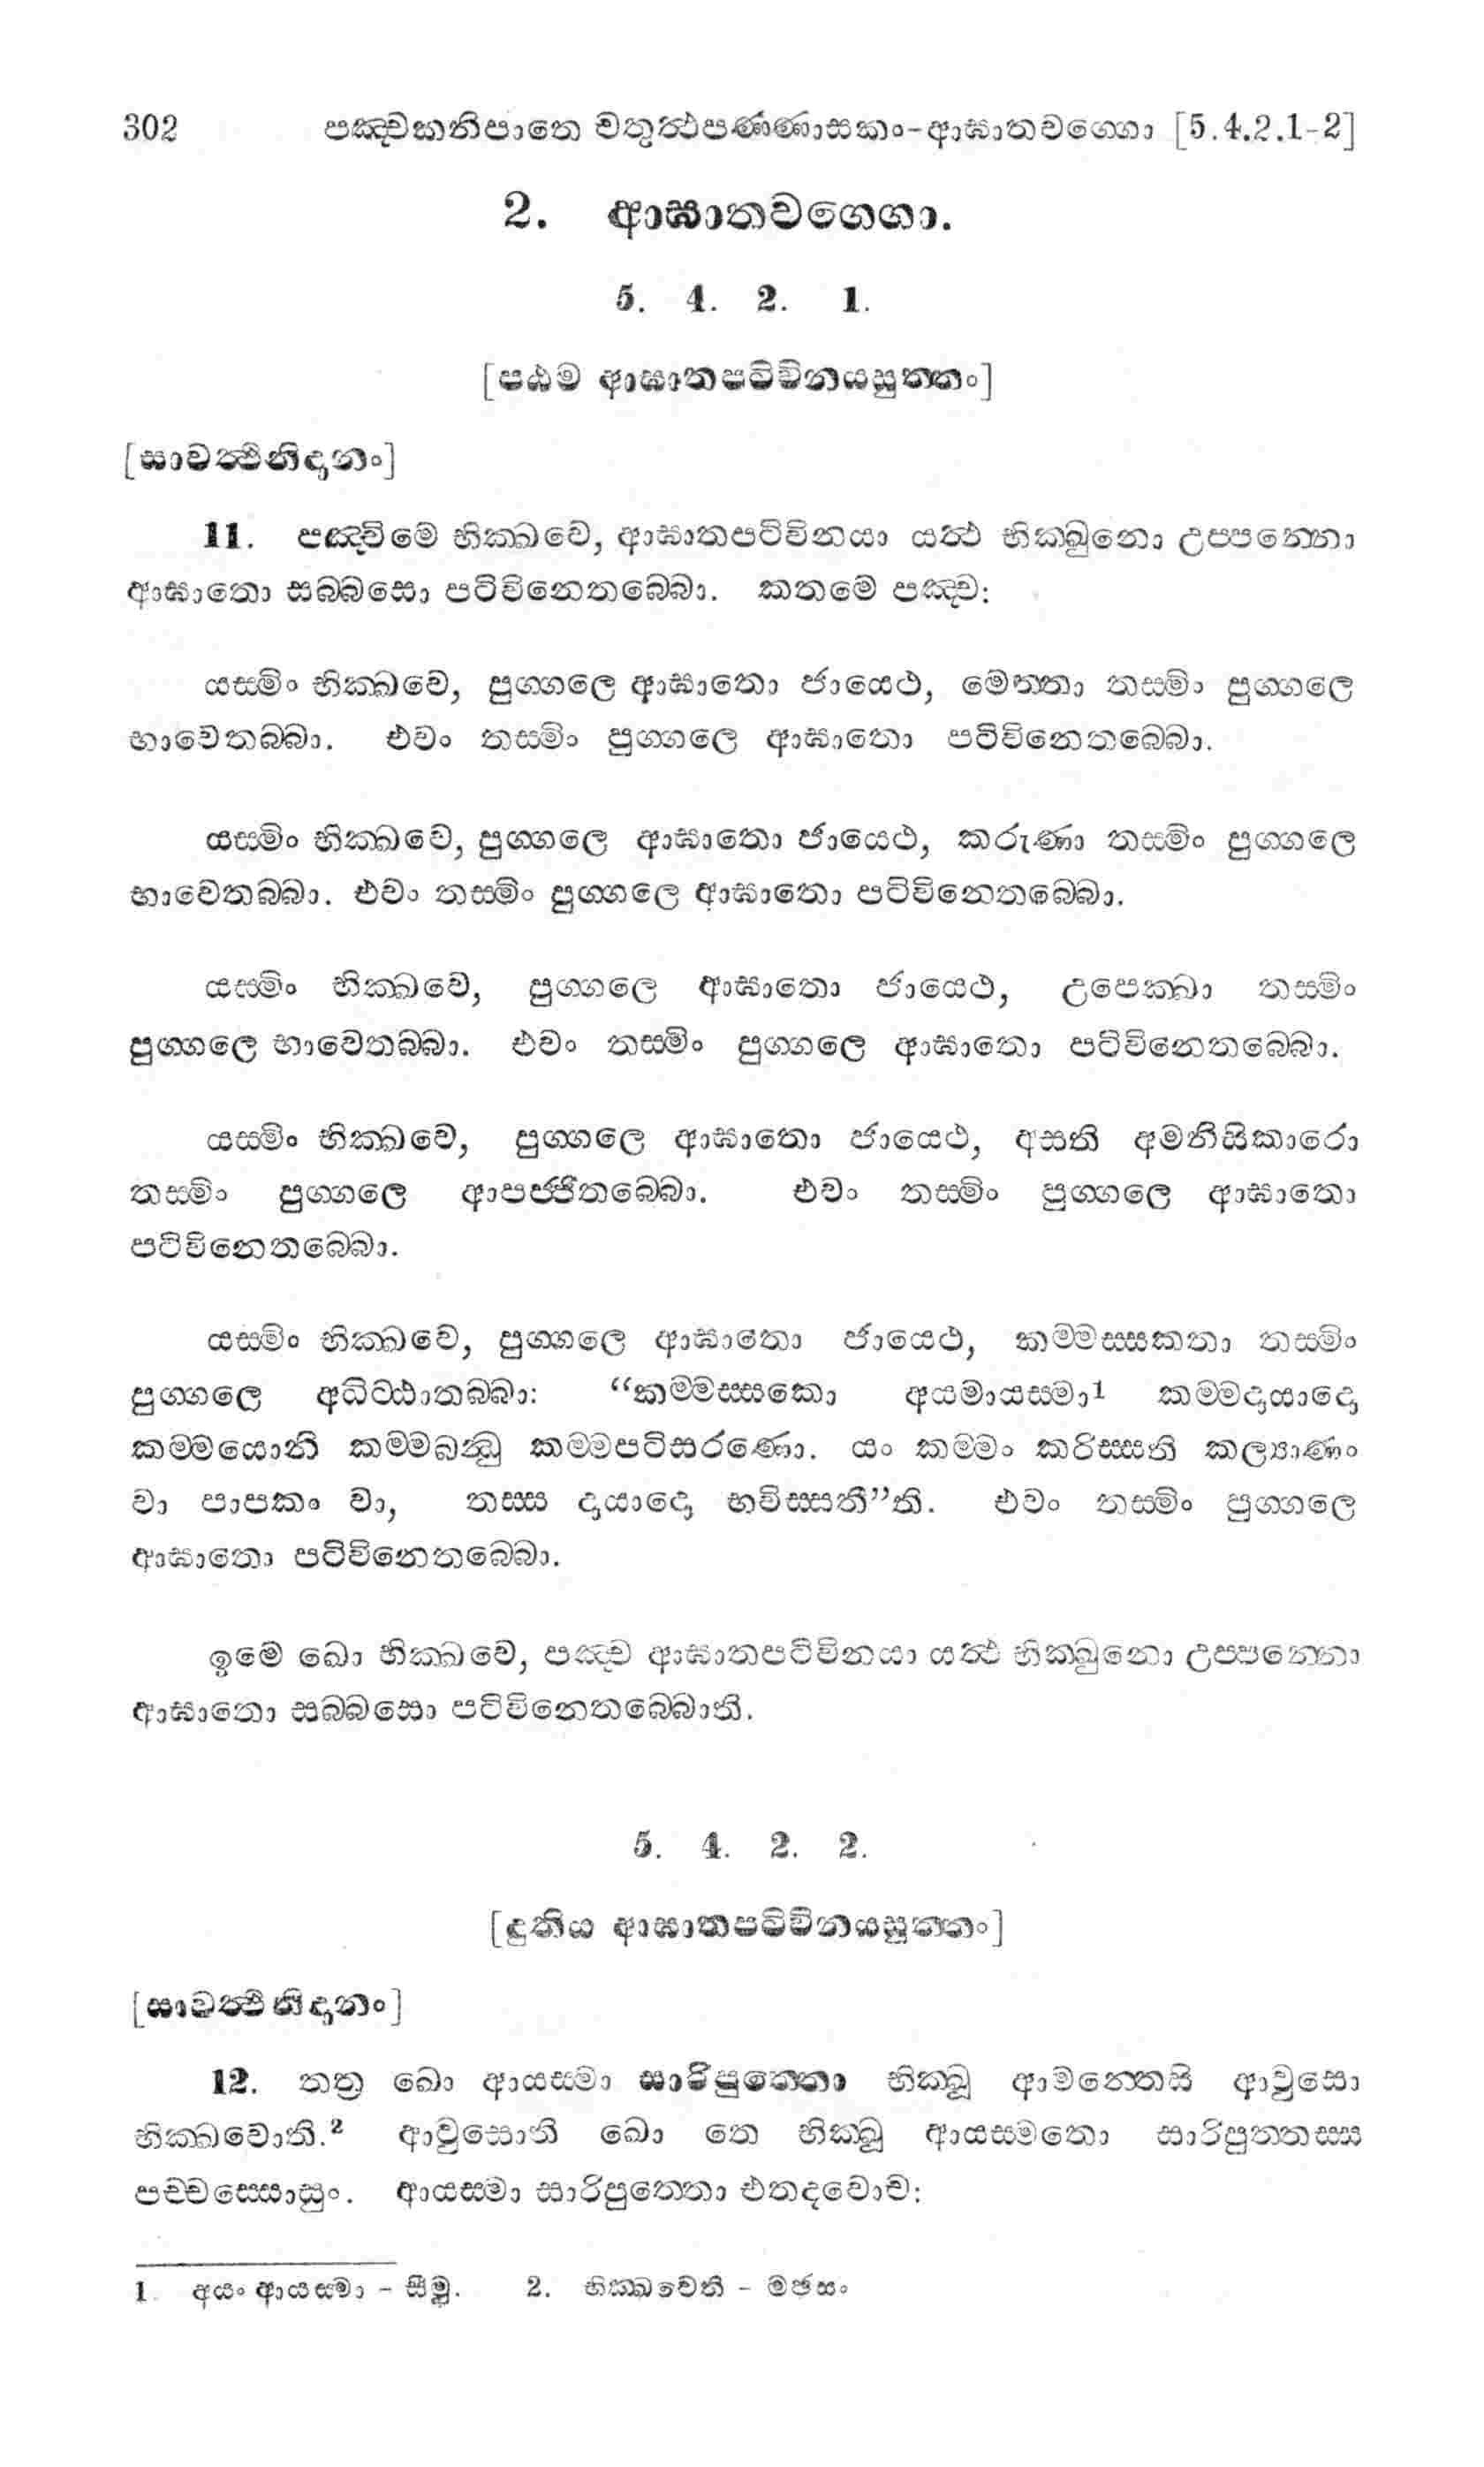 302 පඤ්චකනිපාතෙ චතුත්ථපණ්ණාසකං-ආඝාතවග්ගො [5.4.2.1-2]
2. ආඝාතවග්ගො.
5. 4. 2. 1.
[පඨම ආඝාතපටිවිනයසුත්තං]
[සාවත්ථිනිදානං]
11. පඤ්චිමෙ භික්ඛවෙ, ආඝාතපටිවිනයා යත්ථ භික්ඛුනො උප්පන්නො
ආඝාතො සබ්බසො පටිවිනෙතබ්බො. කතමෙ පඤ්ච:
යස්මිං භික්ඛවෙ, පුග්ගලෙ ආඝාතො ජායෙථ, මෙත්තා තස්මිං පුග්ගලෙ
භාවෙතබ්බා. එවං තස්මිං පුග්ගලෙ ආඝාතො පටිවිනෙතබ්බො.
යස්මිං භික්ඛවෙ, පුග්ගලෙ ආඝාතො ජායෙථ, කරුණා තස්මිං පුග්ගලෙ
භාවෙතබ්බා. එවං තස්මිං පුග්ගලෙ ආඝාතො පටිවිනෙතබ්බො.
යස්මිං භික්ඛවෙ, පුග්ගලෙ ආඝාතො ජායෙථ, උපෙක්ඛා තස්මිං
පුග්ගලෙ භාවෙතබ්බා. එවං තස්මිං පුග්ගලෙ ආඝාතො පටිවිනෙතබ්බො.
යස්මිං භික්ඛවෙ, පුග්ගලෙ ආඝාතො ජායෙථ, අසති අමනිසිකාරො
තස්මිං පුග්ගලෙ ආපජ්ජිතබ්බො. එවං තස්මිං පුග්ගලෙ ආඝාතො
පටිවිනෙතබ්බො.
යස්මිං භික්ඛවෙ, පුග්ගලෙ ආඝාතො ජායෙථ, කම්මස්සකතා තස්මිං
පුග්ගලෙ අධිට්ඨාතබ්බා: “කම්මස්සකො අයමායස්මා1 කම්මදායාදො
කම්මයොනි කම්මබන්ධු කම්මපටිසරණො. යං කම්මං කරිස්සති කල්‍යාණං
වා පාපකං වා, තස්ස දායාදො භවිස්සතී”ති. එවං තස්මිං පුග්ගලෙ
ආඝාතො පටිවිනෙතබ්බො.
ඉමෙ ඛො භික්ඛවෙ, පඤ්ච ආඝාතපටිවිනයා යත්ථ භික්ඛුනො උප්පන්නො
ආඝාතො සබ්බසො පටිවිනෙතබ්බොති.
5. 4. 2. 2.
[දුතිය ආඝාතපටිවිනයසුත්තං]
[සාවත්ථිනිදානං]
12. තත්‍ර ඛො ආයස්මා සාරිපුත්තො භික්ඛූ ආමන්තෙසි ආවුසො
භික්ඛවොති.2 ආවුසොති ඛො තෙ භික්ඛූ ආයස්මතො සාරිපුත්තස්ස
පච්චස්සොසුං. ආයස්මා සාරිපුත්තො එතදවොච:
1. අයං ආයස්මා - සීමු. 2. භික්ඛවෙති - මජසං